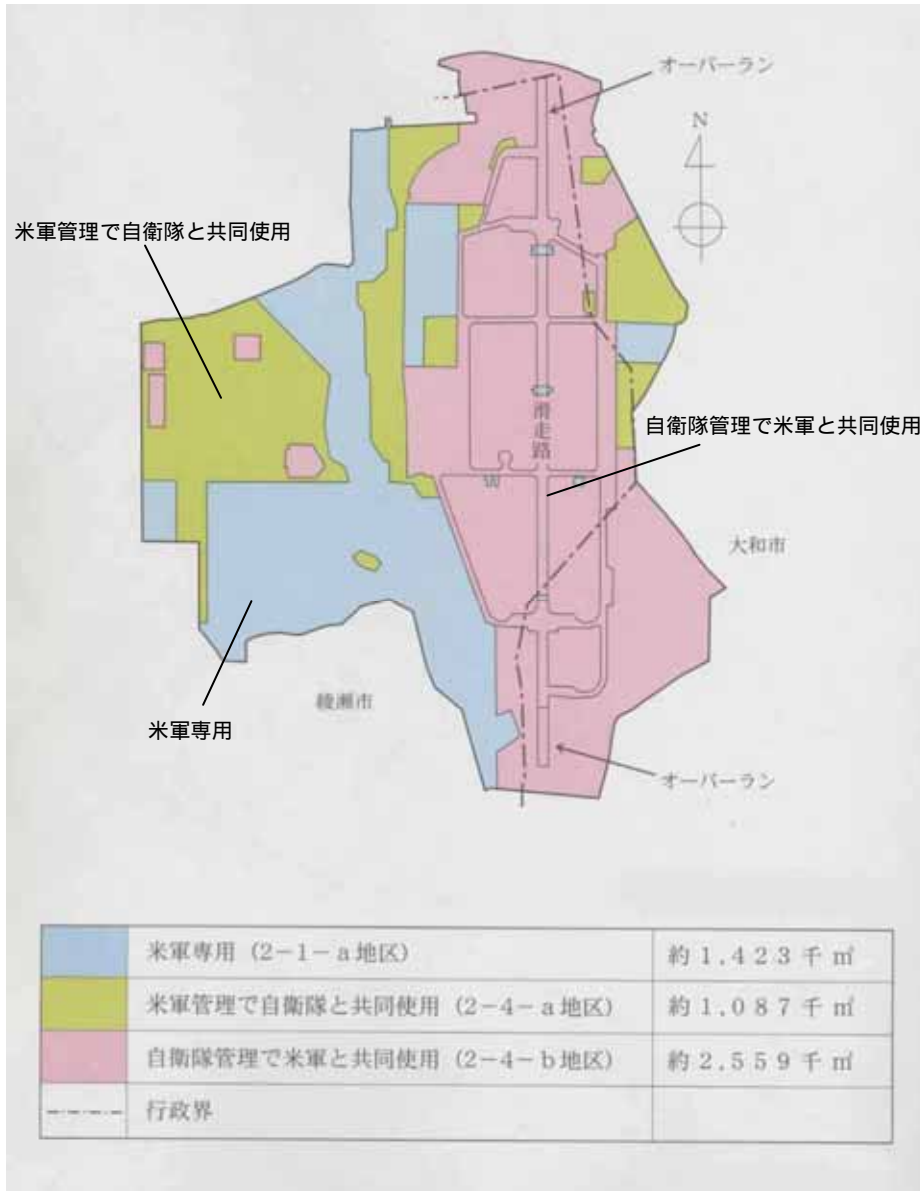 オーバーラン
N
米軍管理で自衛隊と共同使用
滑走路
自衛隊管理で米軍と共同使用
大和市
綾瀬市
米軍専用
オーバーラン
米軍専用（2-1-a地区） 約1,423千㎡
米軍管理で自衛隊と共同使用（2-4-a地区） 約1,087千㎡
自衛隊管理で米軍と共同使用（2-4-b地区） 約2,559千㎡
行政界